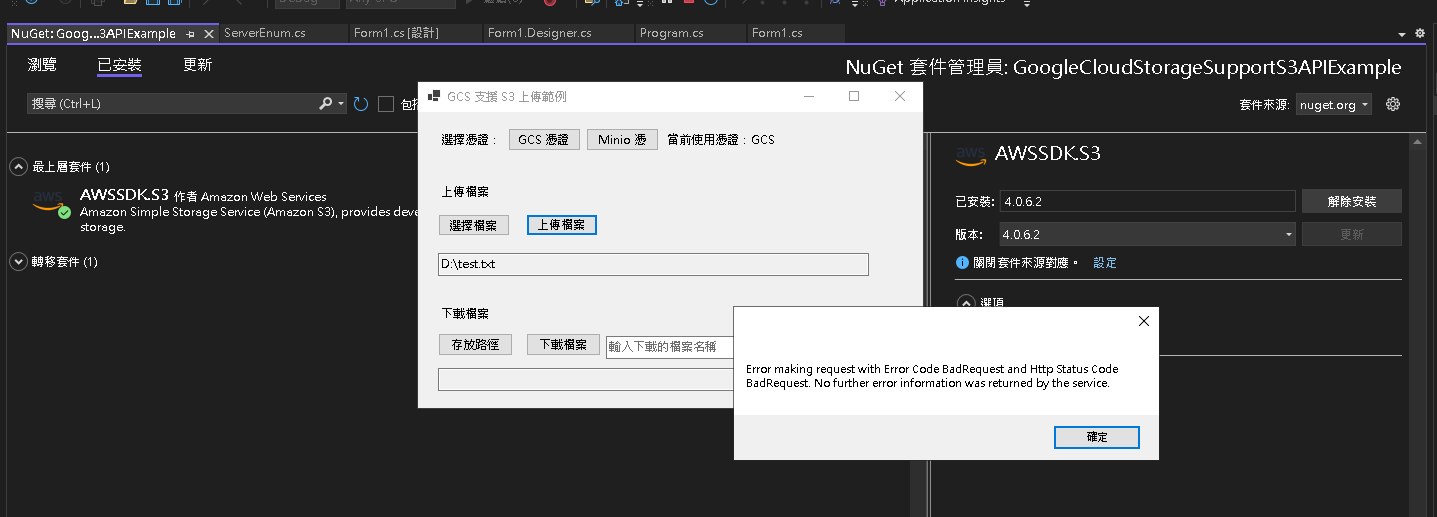 NuGet: Goog...3APIExample
ServerEnum.cs
Form1.cs [設計]
Form1.Designer.cs
Program.cs
Form1.cs
瀏覽
已安裝
更新
NuGet 套件管理員: GoogleCloudStorageSupportS3APIExample
搜尋 (Ctrl+L)
套件來源: nuget.org
最上層套件 (1)
aws
AWSSDK.S3 作者 Amazon Web Services
Amazon Simple Storage Service (Amazon S3), provides
storage.
轉移套件 (1)
GCS 支援 S3 上傳範例
選擇憑證：
GCS 憑證
Minio 憑
當前使用憑證：GCS
上傳檔案
選擇檔案
上傳檔案
D:\test.txt
下載檔案
存放路徑
下載檔案
輸入下載的檔案名稱
aws
AWSSDK.S3
已安裝: 4.0.6.2
解除安裝
版本: 4.0.6.2
更新
關閉套件來源對應。 設定
選項
Error making request with Error Code BadRequest and Http Status Code
BadRequest. No further error information was returned by the service.
確定